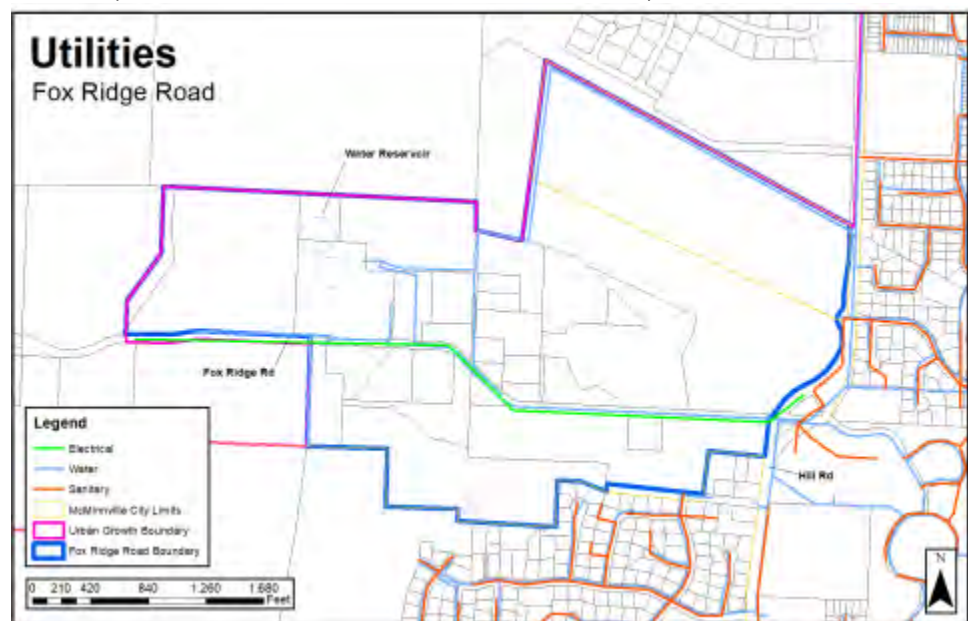 Utilities
Fox Ridge Road
Water Reservoir
Fox Ridge Rd
Hill Rd
Legend
Electrical
Water
Sanitary
McMinnville City Limits
Urban Growth Boundary
Fox Ridge Road Boundary
0 210 420 840 1,260 1,680
Feet
N